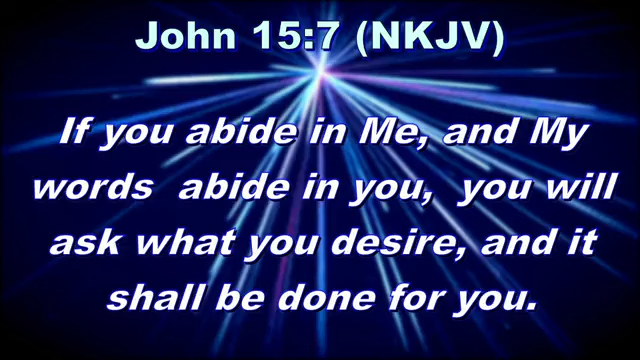 John 15:7 (NKJV)
If you abide in Me, and My
words  abide in you,  you will
ask what you desire, and it
shall be done for you.